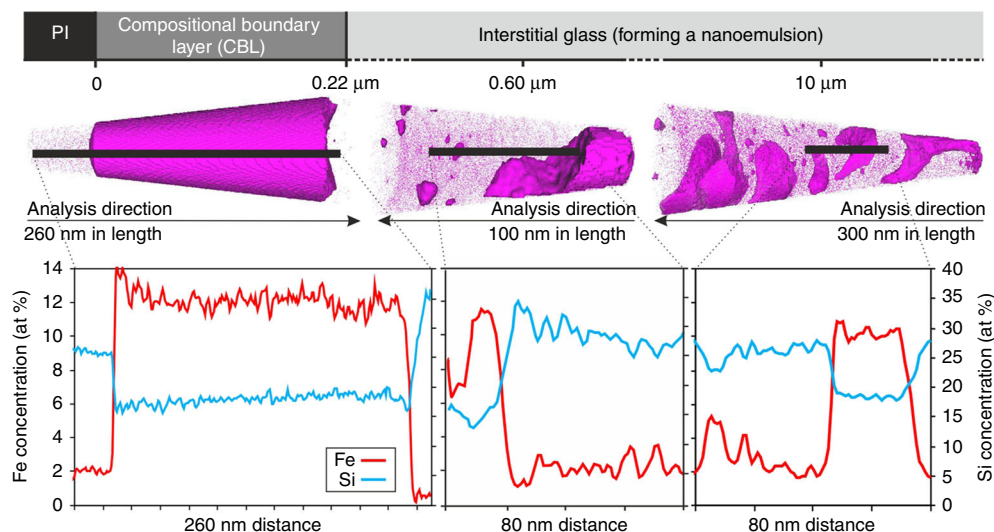 PI
Compositional boundary
layer (CBL)
Interstitial glass (forming a nanoemulsion)
0
0.22 µm
0.60 µm
10 µm
Analysis direction
260 nm in length
Analysis direction
100 nm in length
Analysis direction
300 nm in length
Fe concentration (at %)
14
12
10
8
6
4
2
0
Fe
Si
40
35
30
25
20
15
10
5
0
Si concentration (at %)
260 nm distance
80 nm distance
80 nm distance